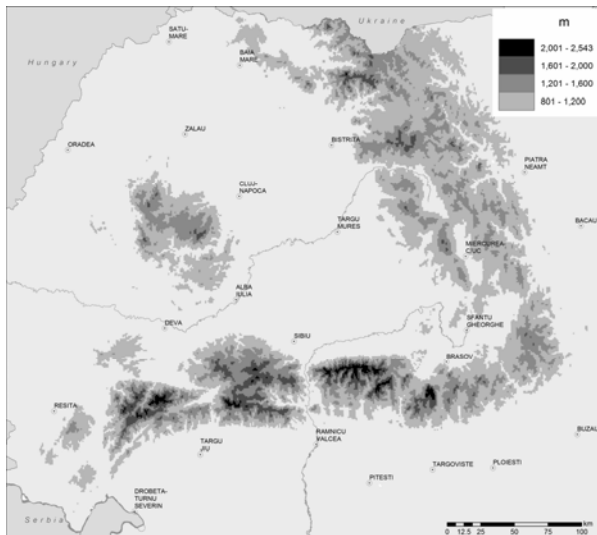 Ukraine
m
2,001 - 2,543
1,601 - 2,000
1,201 - 1,600
801 - 1,200
SATU-
MARE
Hungary
BAIA
MARE
ORADEA
ZALAU
BISTRITA
PIATRA
NEAMT
CLUJ-
NAPOCA
TARGU
MURES
BACAU
MIERCUREA-
CIUC
ALBA
IULIA
DEVA
SIBIU
SFANTU
GHEORGHE
BRASOV
RESITA
TARGU
JIU
RAMNICU
VALCEA
BUZAU
PITESTI
TARGOVISTE
PLOIESTI
DROBETA-
TURNU
SEVERIN
Serbia
0 12.5 25 50 75 100
km